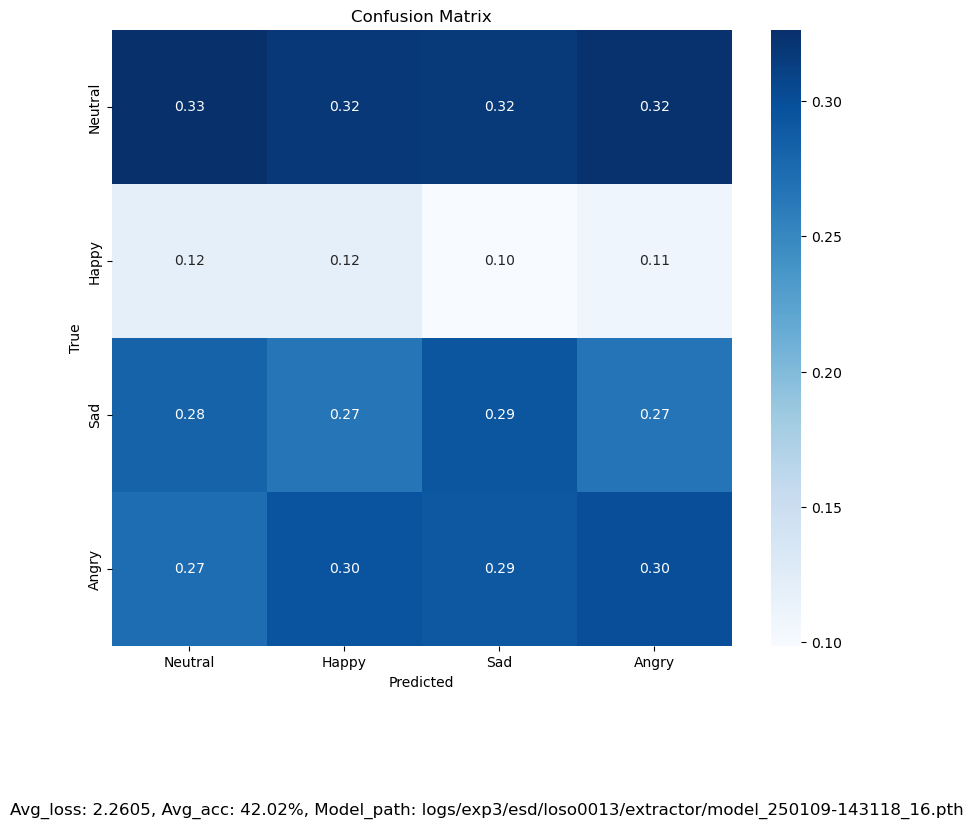 Confusion Matrix
Neutral
0.33 0.32 0.32 0.32
Happy
0.12 0.12 0.10 0.11
Sad
0.28 0.27 0.29 0.27
Angry
0.27 0.30 0.29 0.30
True
Neutral Happy Sad Angry
Predicted
0.30
0.25
0.20
0.15
0.10
Avg_loss: 2.2605, Avg_acc: 42.02%, Model_path: logs/exp3/esd/loso0013/extractor/model_250109-143118_16.pth